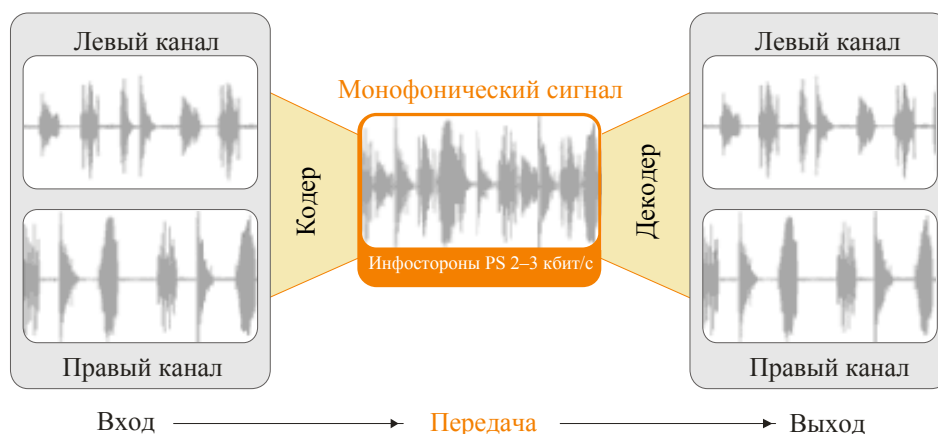 Левый канал
Правый канал
Кодер
Монофонический сигнал
Инфостороны PS 2–3 кбит/с
Декодер
Левый канал
Правый канал
Вход
Передача
Выход